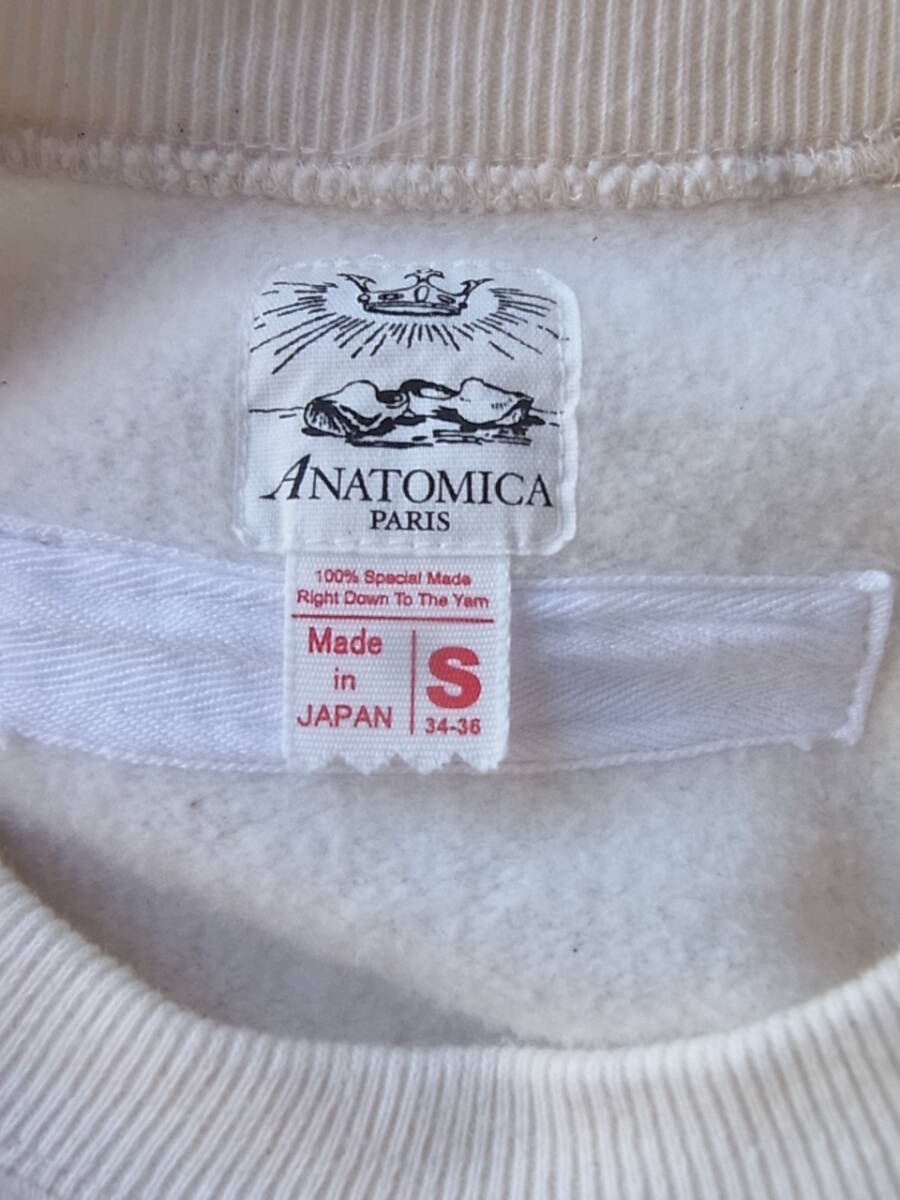 ANATOMICA
PARIS
100% Special Made
Right Down To The Yarn
Made
in
JAPAN
S
34-36